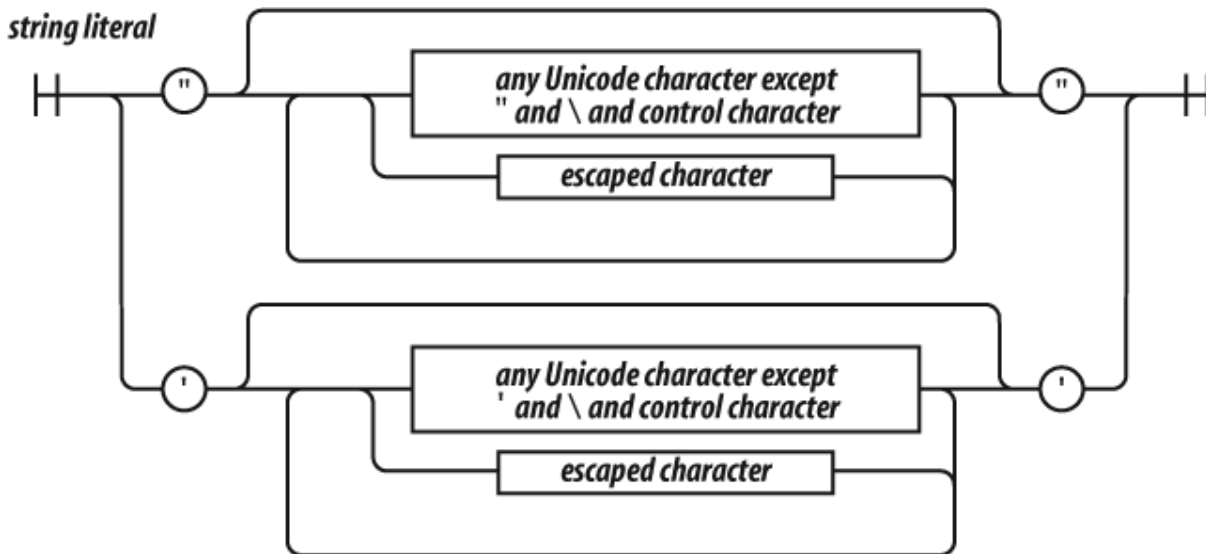 string literal
"
any Unicode character except
" and \ and control character
"
escaped character
'
any Unicode character except
' and \ and control character
'
escaped character